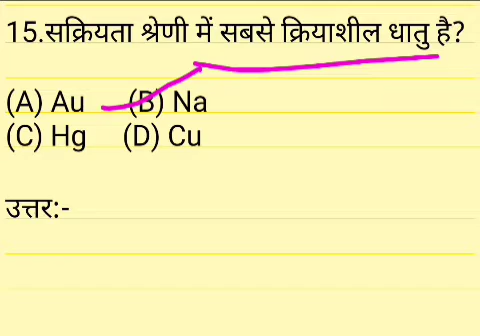 15.सक्रियता श्रेणी में सबसे क्रियाशील धातु है?
(A) Au (B) Na
(C) Hg (D) Cu
उत्तर:-